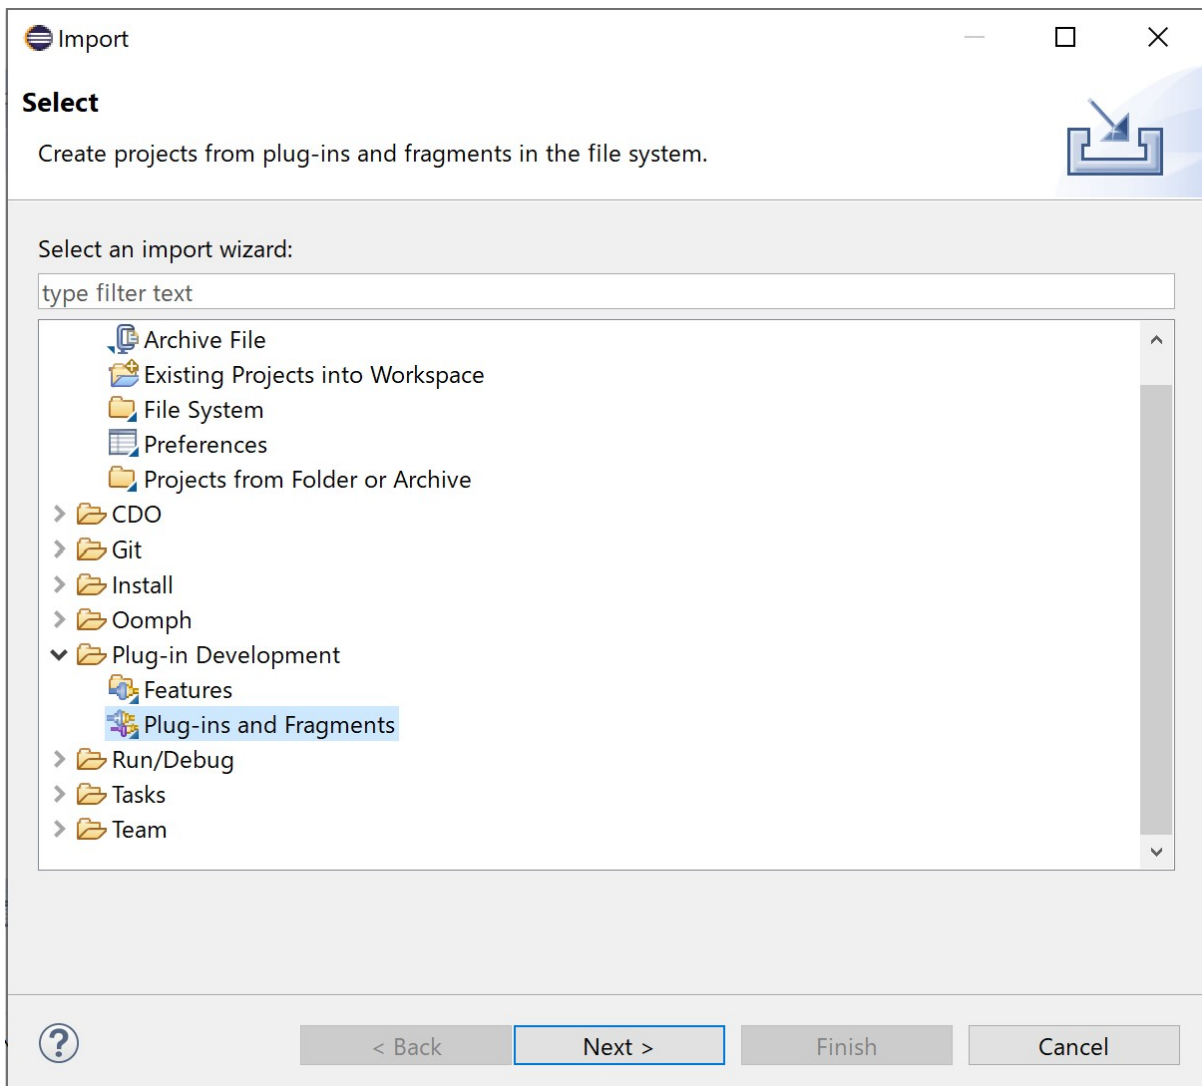 Import
Select
Create projects from plug-ins and fragments in the file system.
Select an import wizard:
type filter text
Archive File
Existing Projects into Workspace
File System
Preferences
Projects from Folder or Archive
CDO
Git
Install
Oomph
Plug-in Development
Features
Plug-ins and Fragments
Run/Debug
Tasks
Team
? < Back Next > Finish Cancel